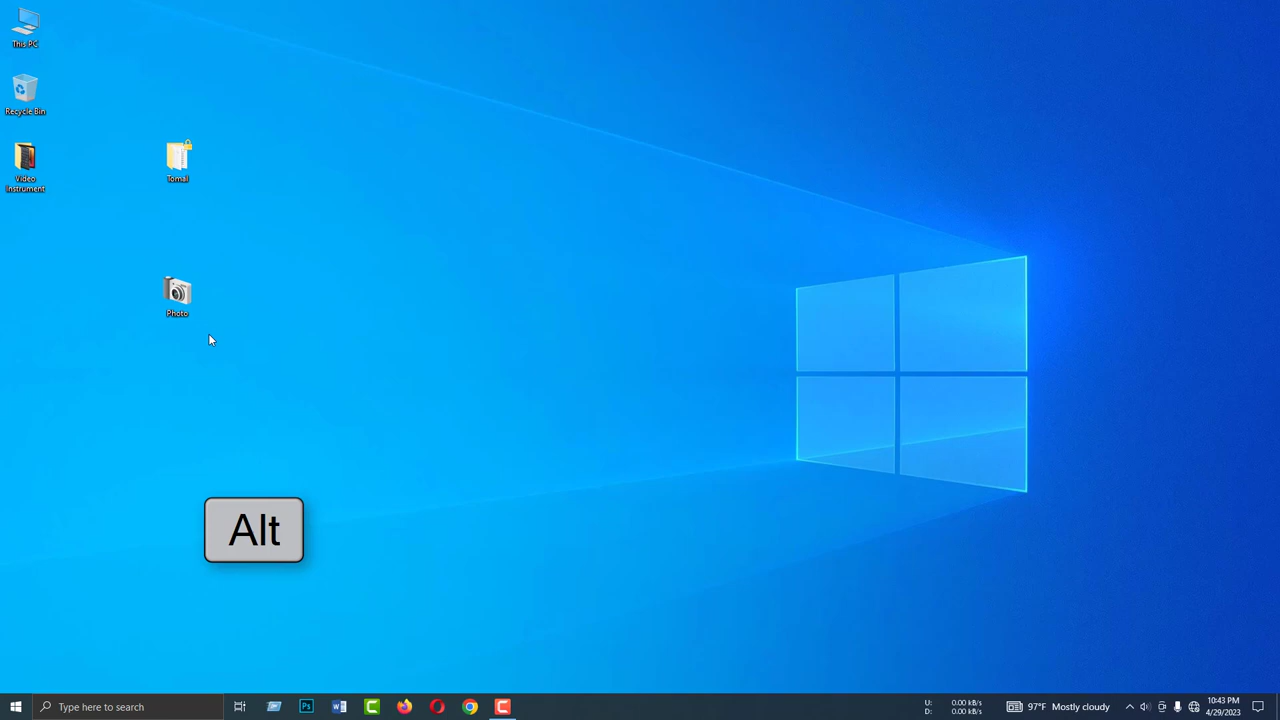 This PC
Recycle Bin
Video
Instrument
Tomal
Photo
Alt
Type here to search
Ps
U: 0.00 kB/s
D: 0.00 kB/s
97°F Mostly cloudy
10:43 PM
4/29/2023